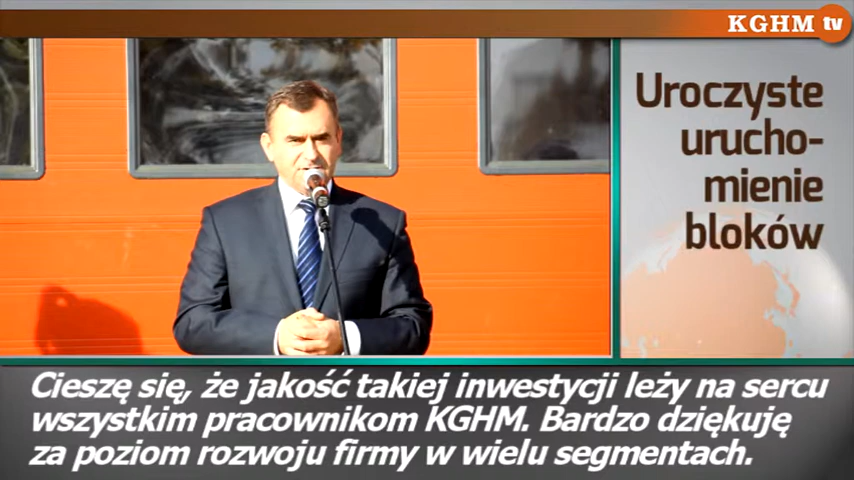 KGHM tv
Uroczyste
urucho-
mienie
bloków
Cieszę się, że jakość takiej inwestycji leży na sercu
wszystkim pracownikom KGHM. Bardzo dziękuję
za poziom rozwoju firmy w wielu segmentach.